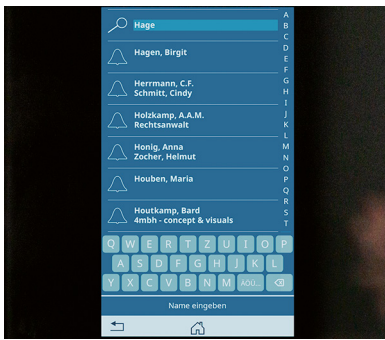 Hage
Hagen, Birgit
Herrmann, C.F.
Schmitt, Cindy
Holzkamp, A.A.M.
Rechtsanwalt
Honig, Anna
Zocher, Helmut
Houben, Maria
Houtkamp, Bard
4mbh - concept & visuals
A
B
C
D
E
F
G
H
I
J
K
L
M
N
O
P
Q
R
S
T
Q W E R T Z U I O P
A S D F G H J K L
Y X C V B N M ÄÖÜ...
Name eingeben